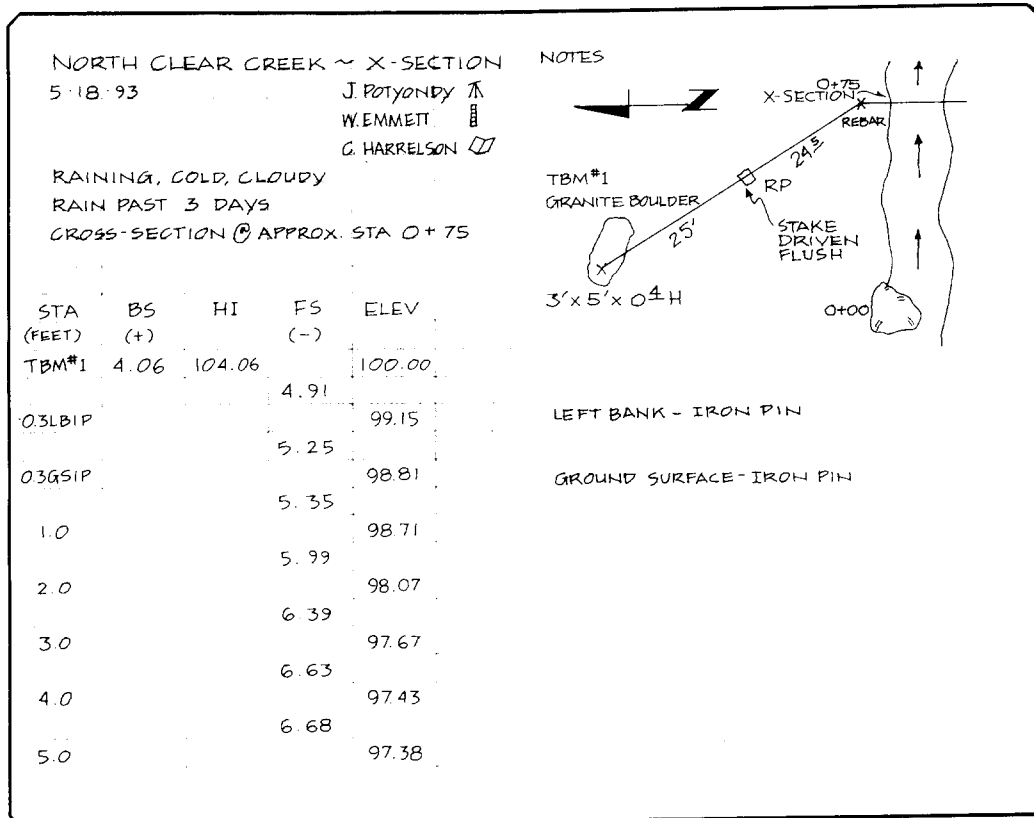 NORTH CLEAR CREEK ~ X-SECTION
5·18·93
J. POTYONDY
W. EMMETT
C. HARRELSON
RAINING, COLD, CLOUDY
RAIN PAST 3 DAYS
CROSS-SECTION @ APPROX. STA 0+75
STA BS HI FS ELEV
(FEET) (+) (-)
TBM#1 4.06 104.06 100.00
4.91
0.3LBIP 99.15
5.25
0.3GSIP 98.81
5.35
1.0 98.71
5.99
2.0 98.07
6.39
3.0 97.67
6.63
4.0 97.43
6.68
5.0 97.38
NOTES
0+75
X-SECTION
REBAR
24.5
Z
TBM#1
GRANITE BOULDER
RP
25'
STAKE
DRIVEN
FLUSH
3' x 5' x 0.4 H
0+00
LEFT BANK - IRON PIN
GROUND SURFACE - IRON PIN